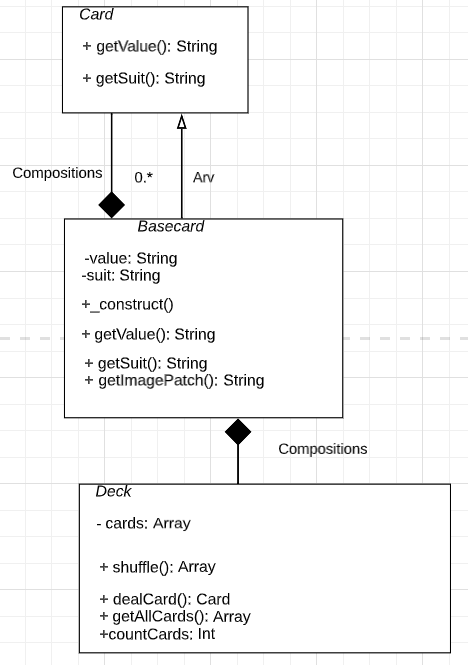 Card
+ getValue(): String
+ getSuit(): String
Compositions
0.*
Arv
Basecard
-value: String
-suit: String
+_construct()
+ getValue(): String
+ getSuit(): String
+ getImagePatch(): String
Compositions
Deck
- cards: Array
+ shuffle(): Array
+ dealCard(): Card
+ getAllCards(): Array
+countCards: Int